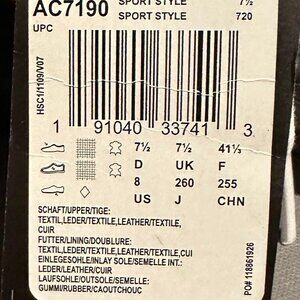 AC7190
SPORT STYLE
7½
SPORT STYLE
720
UPC
HSC1/1109/V07
1 91040 33741 3
7½ 7½ 41⅓
D UK F
8 260 255
US J CHN
SCHAFT/UPPER/TIGE:
TEXTIL,LEDER/TEXTILE,LEATHER/TEXTILE,
CUIR
FUTTER/LINING/DOUBLURE:
TEXTIL,LEDER/TEXTILE,LEATHER/TEXTILE,CUI
EINLEGESOHLE/INLAY SOLE/SEMELLE INT.:
LEDER/LEATHER/CUIR
LAUFSOHLE/OUTSOLE/SEMELLE:
GUMMI/RUBBER/CAOUTCHOUC
PO# 118861926